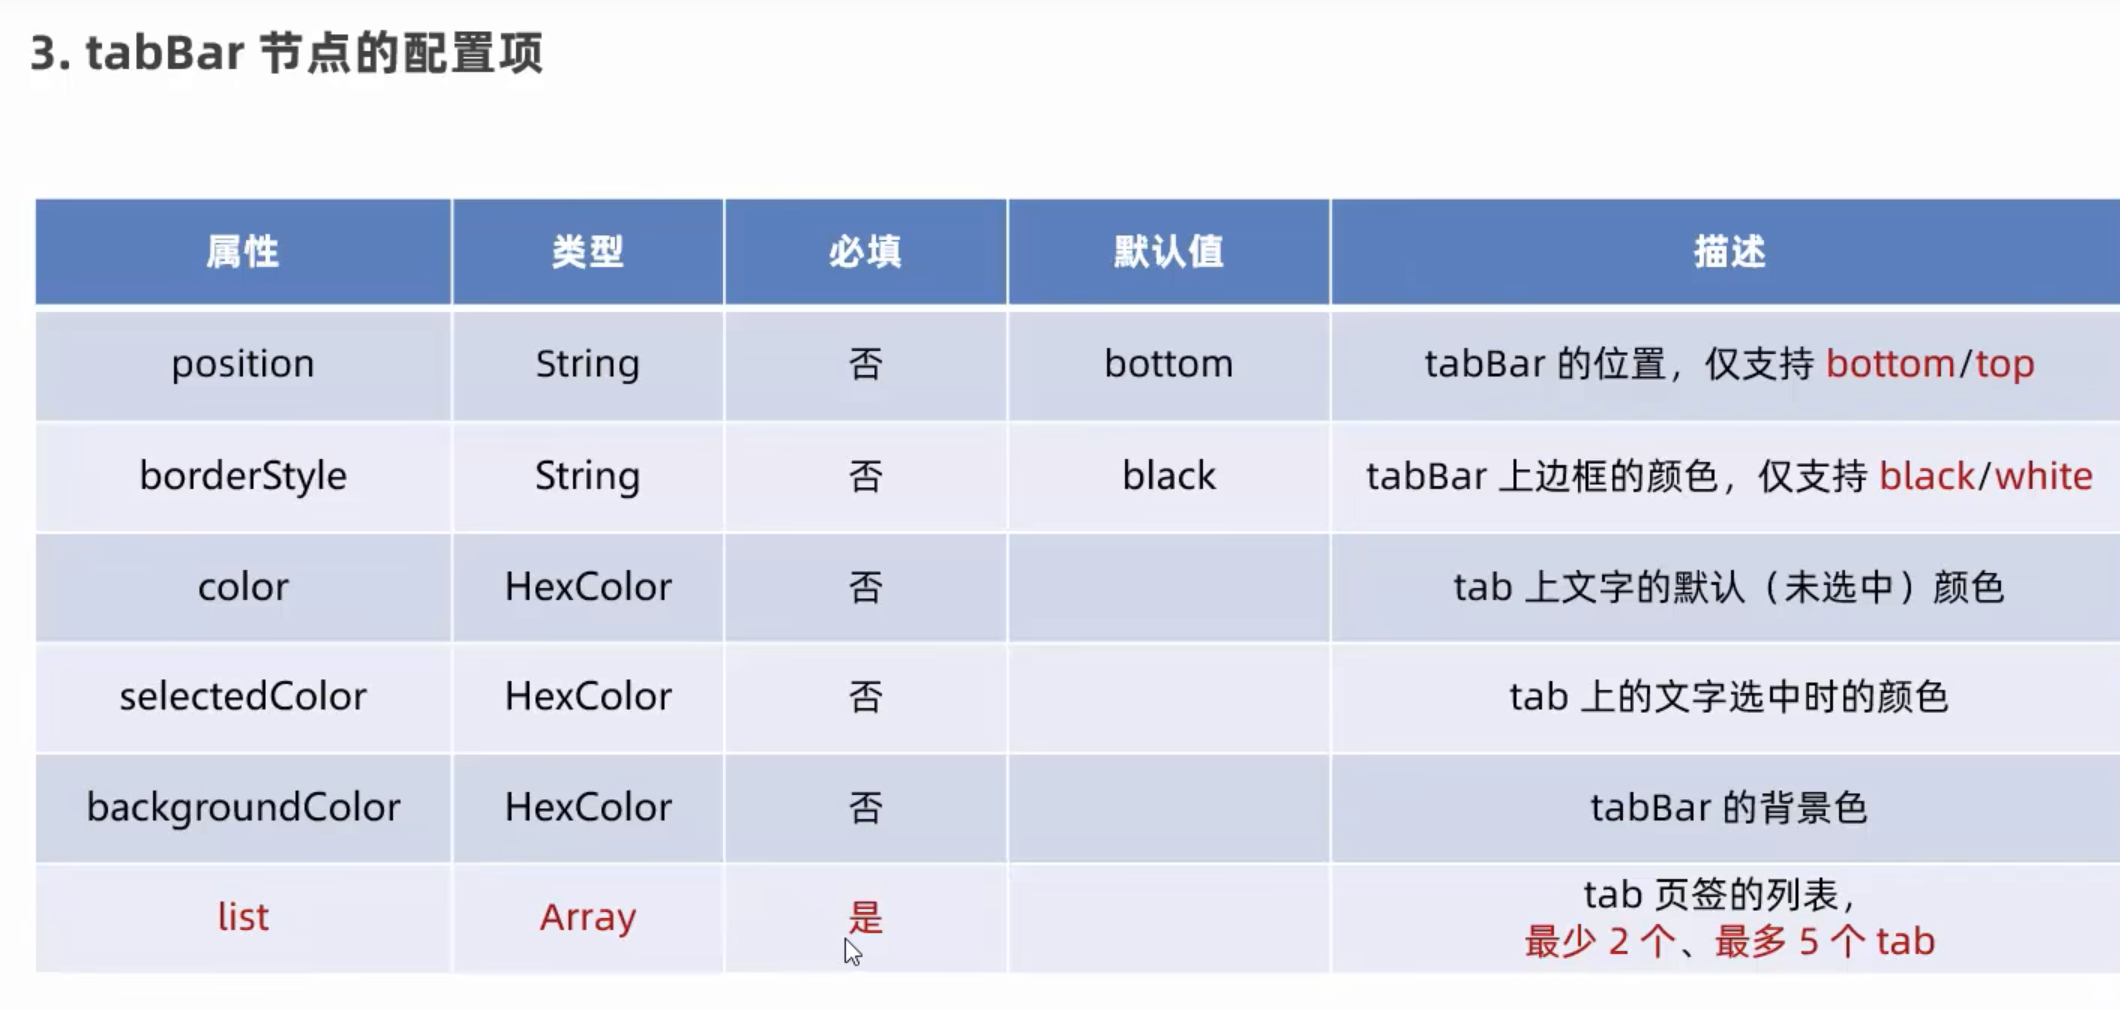 3. tabBar 节点的配置项
属性 类型 必填 默认值 描述
position String 否 bottom tabBar 的位置，仅支持 bottom/top
borderStyle String 否 black tabBar 上边框的颜色，仅支持 black/white
color HexColor 否 tab 上文字的默认（未选中）颜色
selectedColor HexColor 否 tab 上的文字选中时的颜色
backgroundColor HexColor 否 tabBar 的背景色
list Array 是 tab 页签的列表，
最少 2 个、最多 5 个 tab